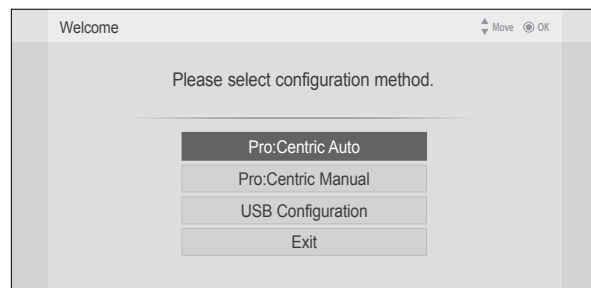 Welcome
Move OK
Please select configuration method.
Pro:Centric Auto
Pro:Centric Manual
USB Configuration
Exit